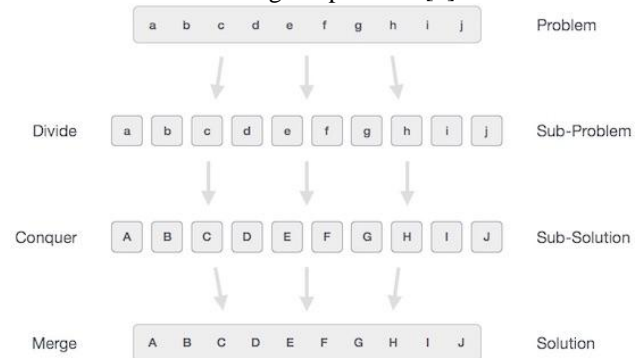 a b c d e f g h i j Problem
Divide a b c d e f g h i j Sub-Problem
Conquer A B C D E F G H I J Sub-Solution
Merge A B C D E F G H I J Solution